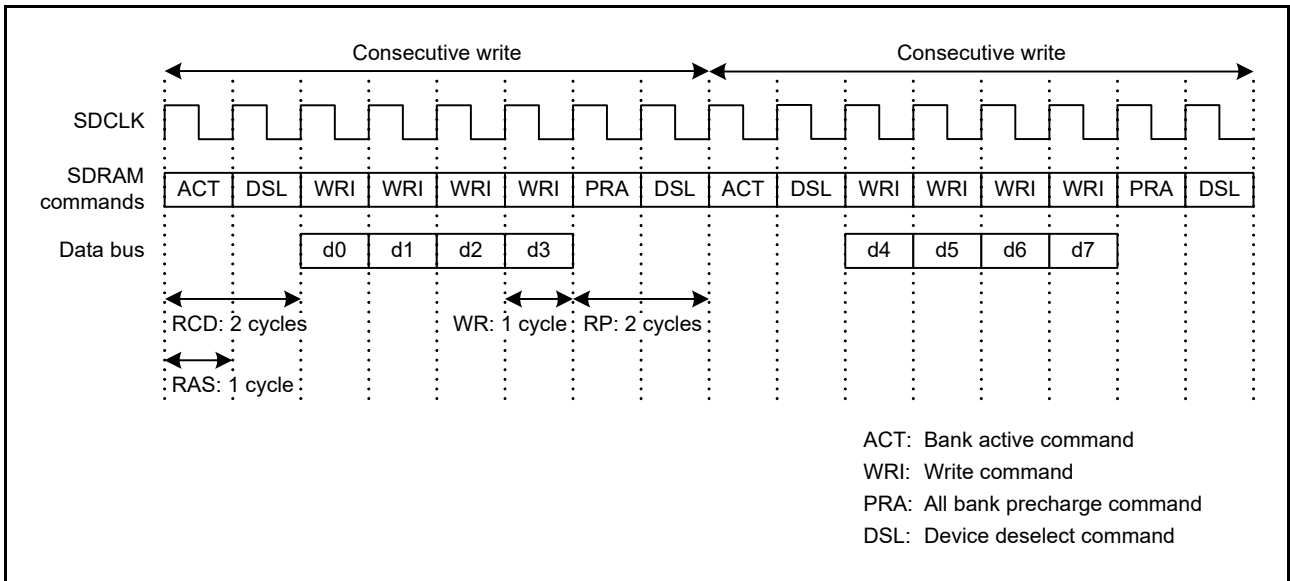 Consecutive write Consecutive write
SDCLK
SDRAM commands ACT DSL WRI WRI WRI WRI PRA DSL ACT DSL WRI WRI WRI WRI PRA DSL
Data bus d0 d1 d2 d3 d4 d5 d6 d7
RCD: 2 cycles WR: 1 cycle RP: 2 cycles
RAS: 1 cycle
ACT: Bank active command
WRI: Write command
PRA: All bank precharge command
DSL: Device deselect command